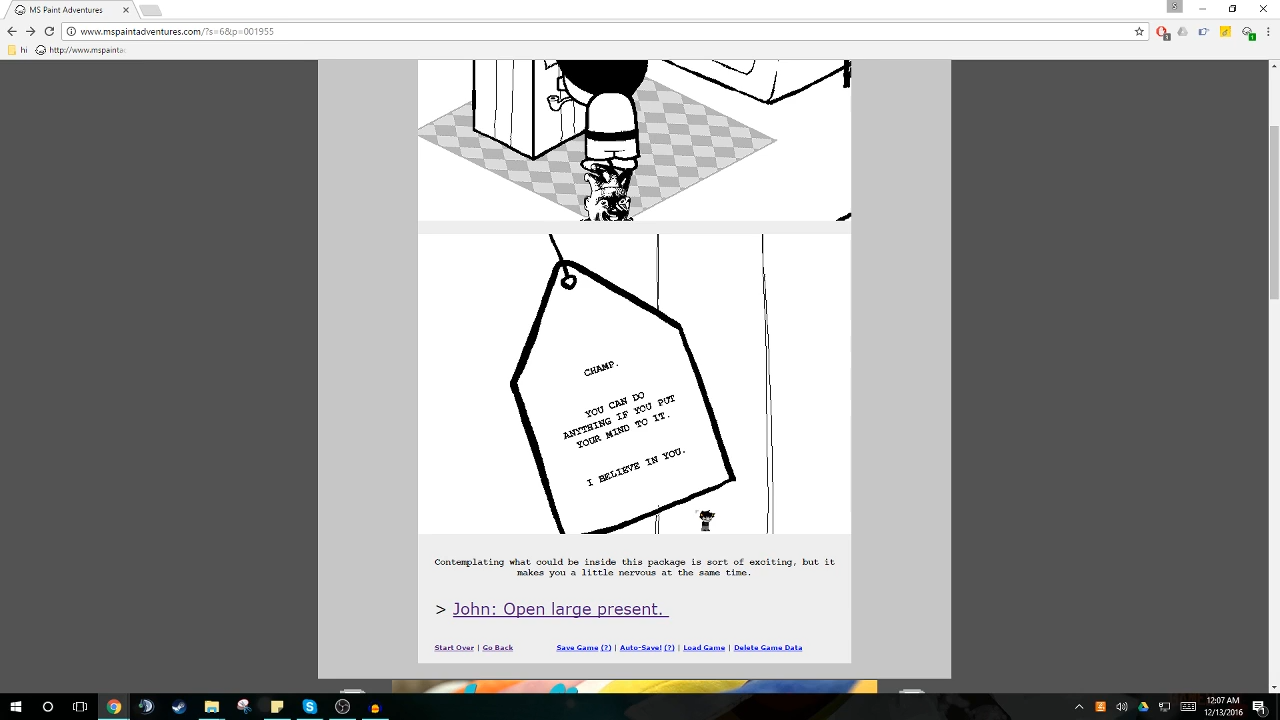 MS Paint Adventures
www.mspaintadventures.com/?s=6&p=001955
hi
http://www.mspainta
CHAMP.
YOU CAN DO
ANYTHING IF YOU PUT
YOUR MIND TO IT.
I BELIEVE IN YOU.
Contemplating what could be inside this package is sort of exciting, but it
makes you a little nervous at the same time.
> John: Open large present.
Start Over | Go Back Save Game (?) | Auto-Save! (?) | Load Game | Delete Game Data
12:07 AM
12/13/2016